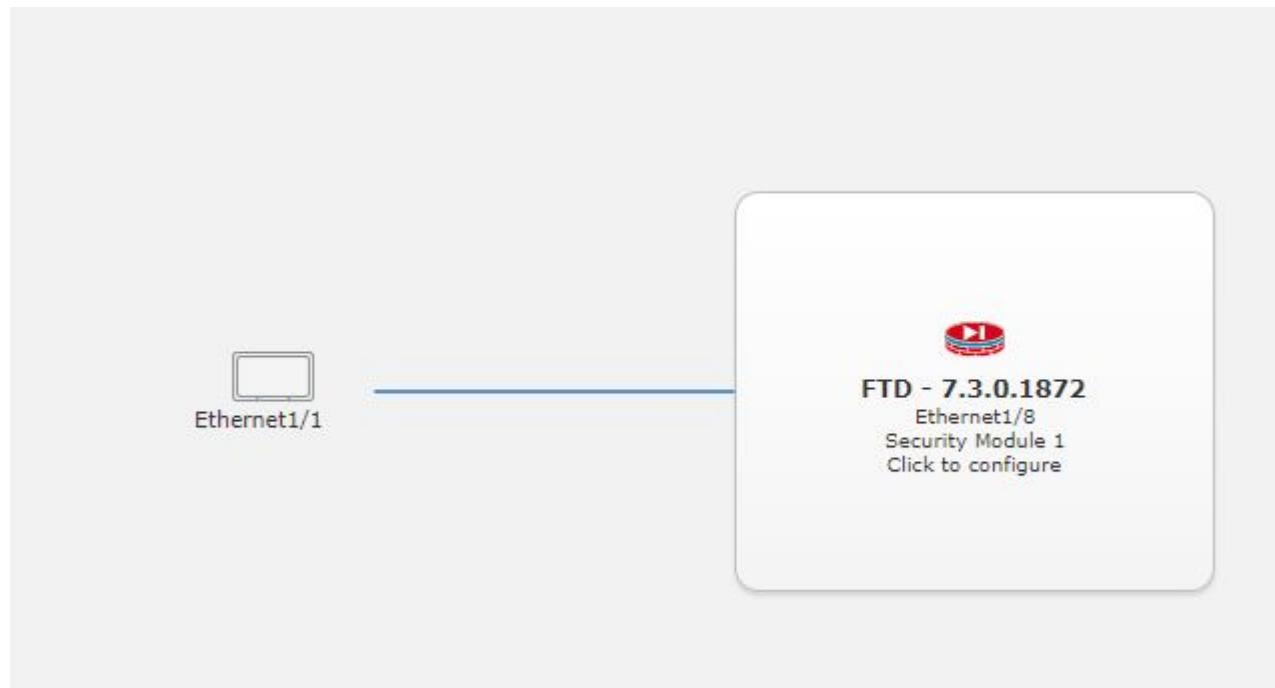 Ethernet1/1
FTD - 7.3.0.1872
Ethernet1/8
Security Module 1
Click to configure